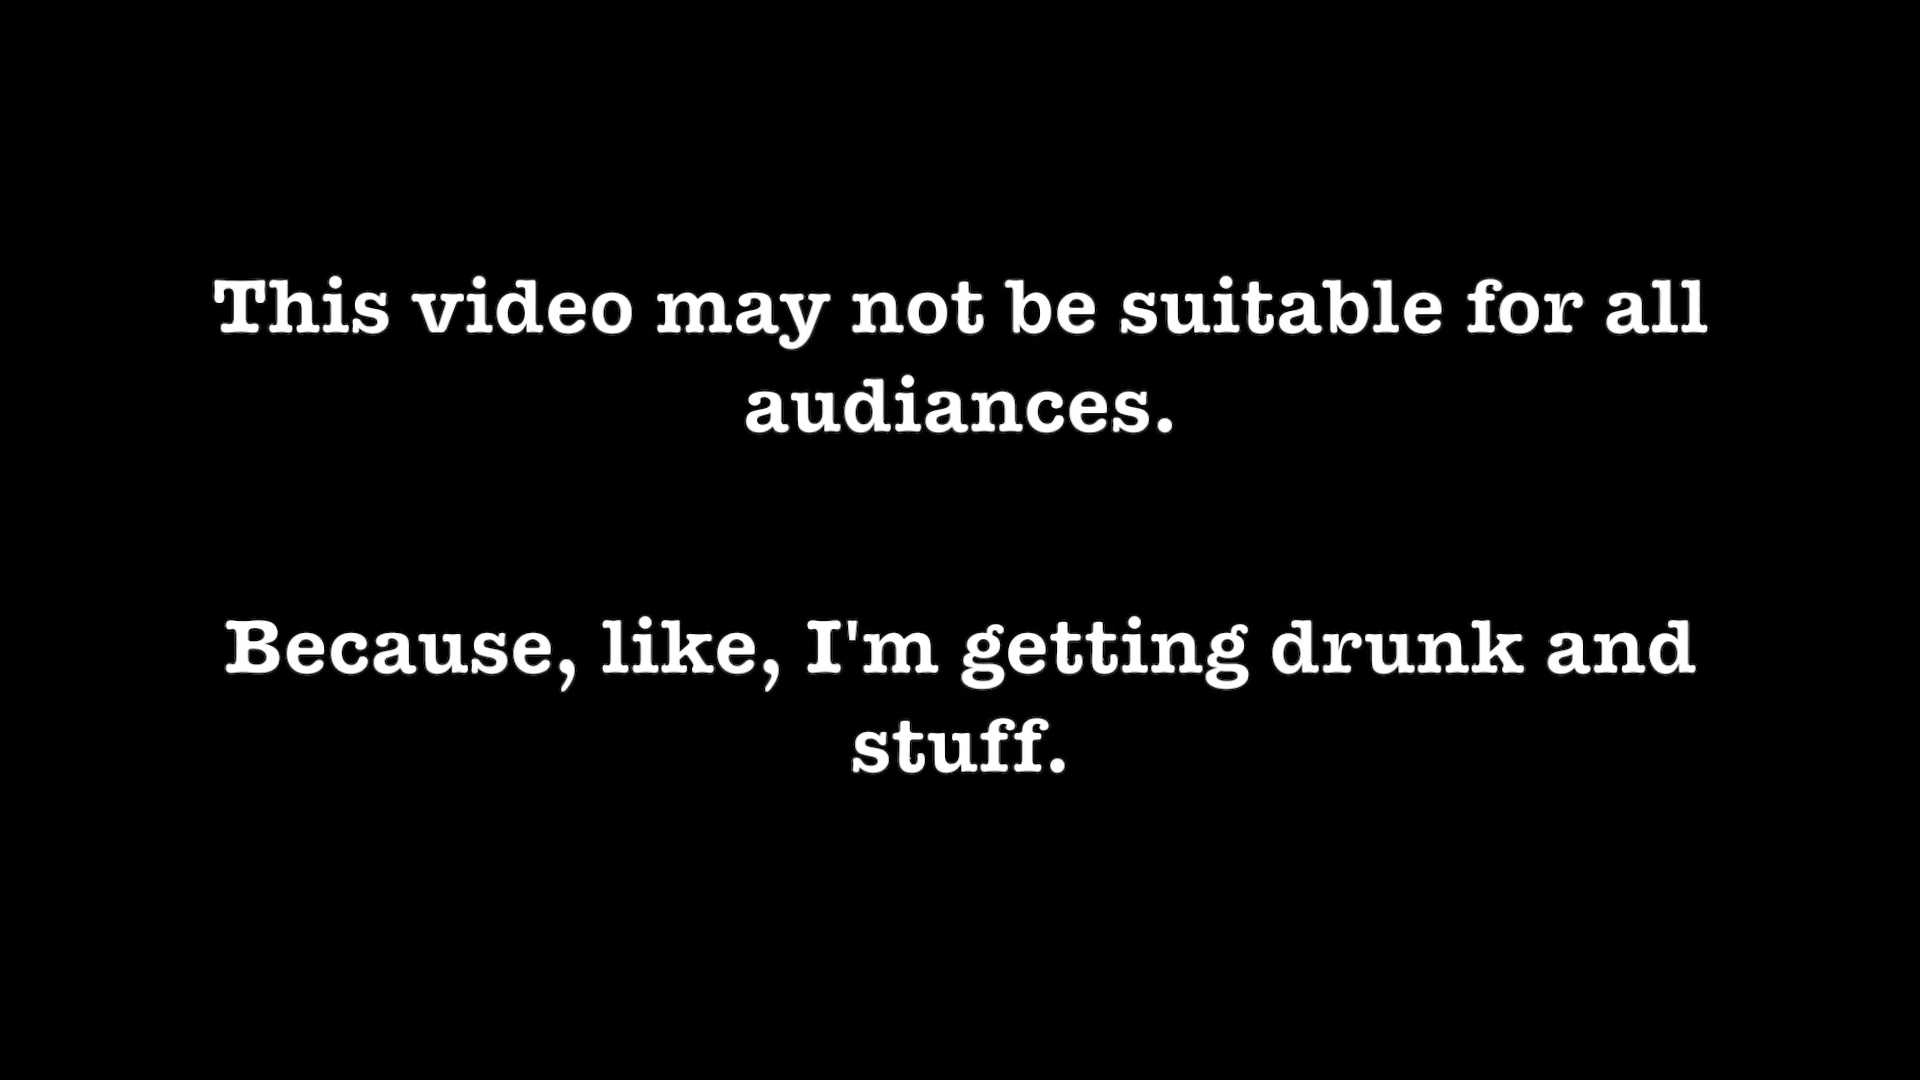 This video may not be suitable for all
audiances.
Because, like, I'm getting drunk and
stuff.